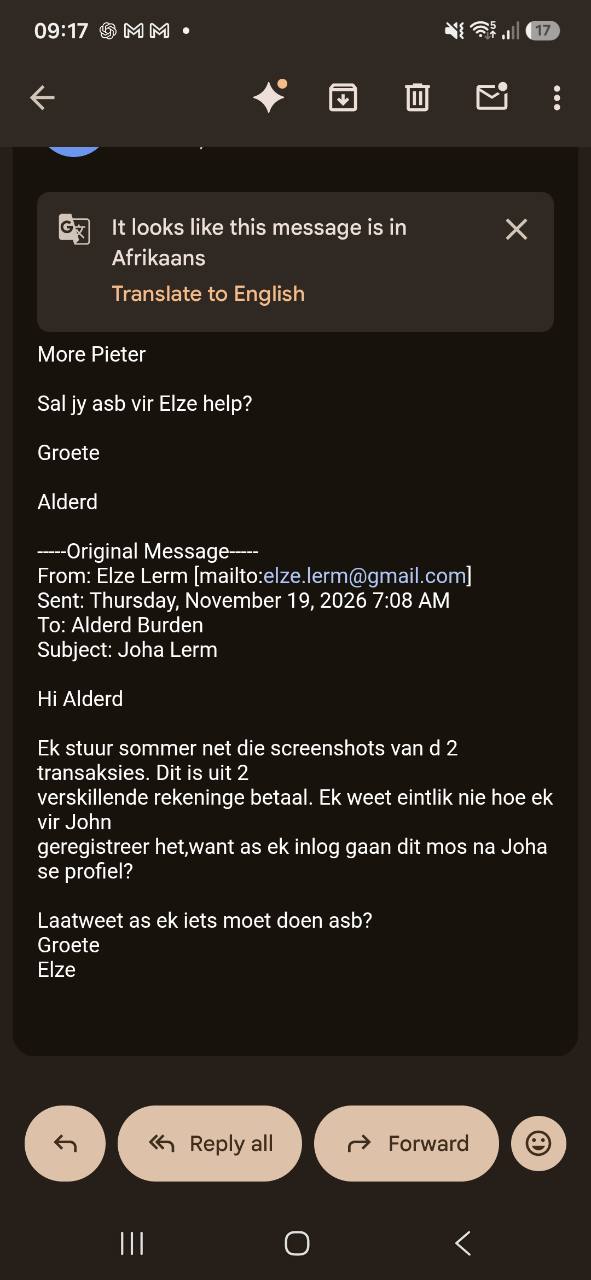 09:17
17
It looks like this message is in
Afrikaans
Translate to English
More Pieter
Sal jy asb vir Elze help?
Groete
Alderd
-----Original Message-----
From: Elze Lerm [mailto:elze.lerm@gmail.com]
Sent: Thursday, November 19, 2026 7:08 AM
To: Alderd Burden
Subject: Joha Lerm
Hi Alderd
Ek stuur sommer net die screenshots van d 2
transaksies. Dit is uit 2
verskillende rekeninge betaal. Ek weet eintlik nie hoe ek
vir John
geregistreer het,want as ek inlog gaan dit mos na Joha
se profiel?
Laatweet as ek iets moet doen asb?
Groete
Elze
Reply all
Forward